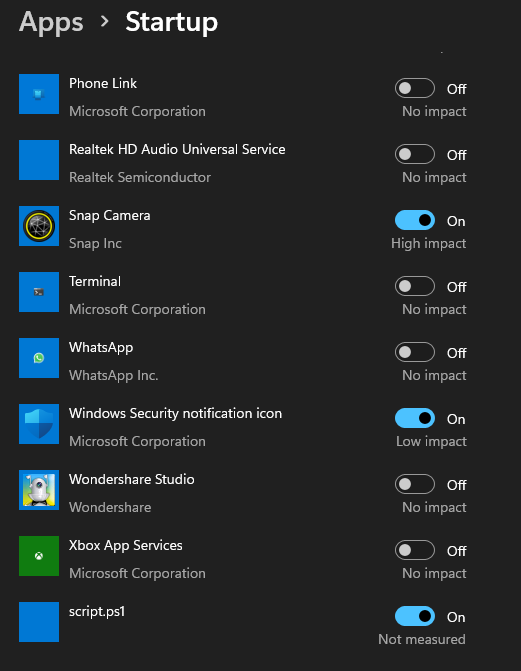 Apps › Startup
Phone Link
Off
Microsoft Corporation
No impact
Realtek HD Audio Universal Service
Off
Realtek Semiconductor
No impact
Snap Camera
On
Snap Inc
High impact
Terminal
Off
Microsoft Corporation
No impact
WhatsApp
Off
WhatsApp Inc.
No impact
Windows Security notification icon
On
Microsoft Corporation
Low impact
Wondershare Studio
Off
Wondershare
No impact
Xbox App Services
Off
Microsoft Corporation
No impact
script.ps1
On
Not measured